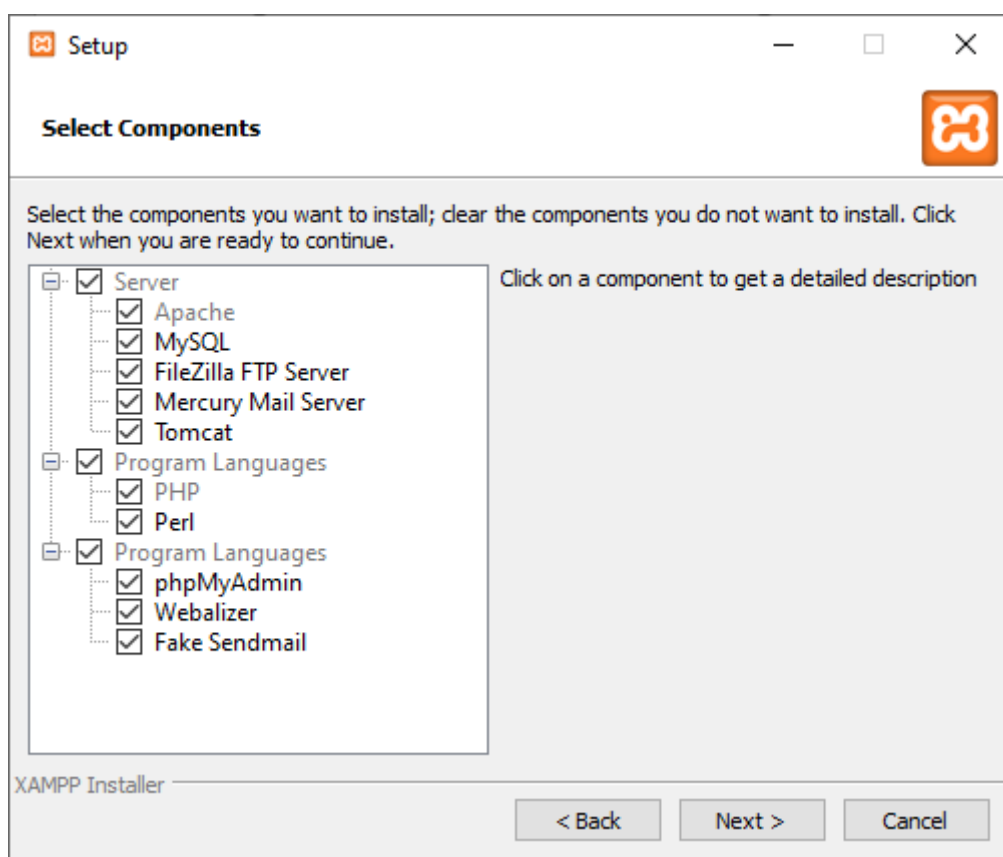 Setup
Select Components
Select the components you want to install; clear the components you do not want to install. Click
Next when you are ready to continue.
Server
Apache
MySQL
FileZilla FTP Server
Mercury Mail Server
Tomcat
Program Languages
PHP
Perl
Program Languages
phpMyAdmin
Webalizer
Fake Sendmail
Click on a component to get a detailed description
XAMPP Installer
< Back
Next >
Cancel